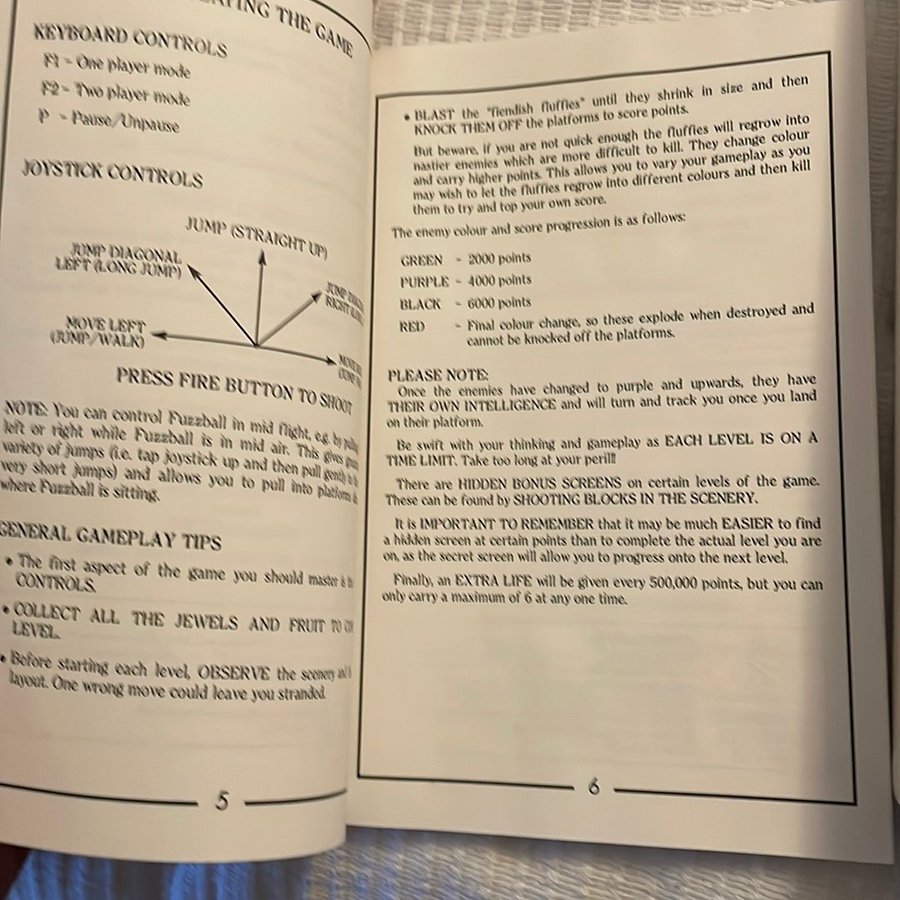 THE GAME
KEYBOARD CONTROLS
F1 - One player mode
F2 - Two player mode
P - Pause/Unpause
JOYSTICK CONTROLS
JUMP (STRAIGHT UP)
JUMP DIAGONAL
LEFT (LONG JUMP)
JUMP
RIGHT
MOVE LEFT
(JUMP/WALK)
PRESS FIRE BUTTON TO SHOOT
NOTE: You can control Fuzzball in mid flight, e.g. by
left or right while Fuzzball is in mid air. This gives
variety of jumps (i.e. tap joystick up and then pull gently
very short jumps) and allows you to pull into platforms
where Fuzzball is sitting.
GENERAL GAMEPLAY TIPS
• The first aspect of the game you should master is
CONTROLS.
• COLLECT ALL THE JEWELS AND FRUIT TO
LEVEL.
• Before starting each level, OBSERVE the scenery and
layout. One wrong move could leave you stranded.
5
• BLAST the "fiendish fluffies" until they shrink in size and then
KNOCK THEM OFF the platforms to score points.
But beware, if you are not quick enough the fluffies will regrow into
nastier enemies which are more difficult to kill. They change colour
and carry higher points. This allows you to vary your gameplay as you
may wish to let the fluffies regrow into different colours and then kill
them to try and top your own score.
The enemy colour and score progression is as follows:
GREEN - 2000 points
PURPLE - 4000 points
BLACK - 6000 points
RED - Final colour change, so these explode when destroyed and
cannot be knocked off the platforms.
PLEASE NOTE:
Once the enemies have changed to purple and upwards, they have
THEIR OWN INTELLIGENCE and will turn and track you once you land
on their platform.
Be swift with your thinking and gameplay as EACH LEVEL IS ON A
TIME LIMIT. Take too long at your peril!!
There are HIDDEN BONUS SCREENS on certain levels of the game.
These can be found by SHOOTING BLOCKS IN THE SCENERY.
It is IMPORTANT TO REMEMBER that it may be much EASIER to find
a hidden screen at certain points than to complete the actual level you are
on, as the secret screen will allow you to progress onto the next level.
Finally, an EXTRA LIFE will be given every 500,000 points, but you can
only carry a maximum of 6 at any one time.
6